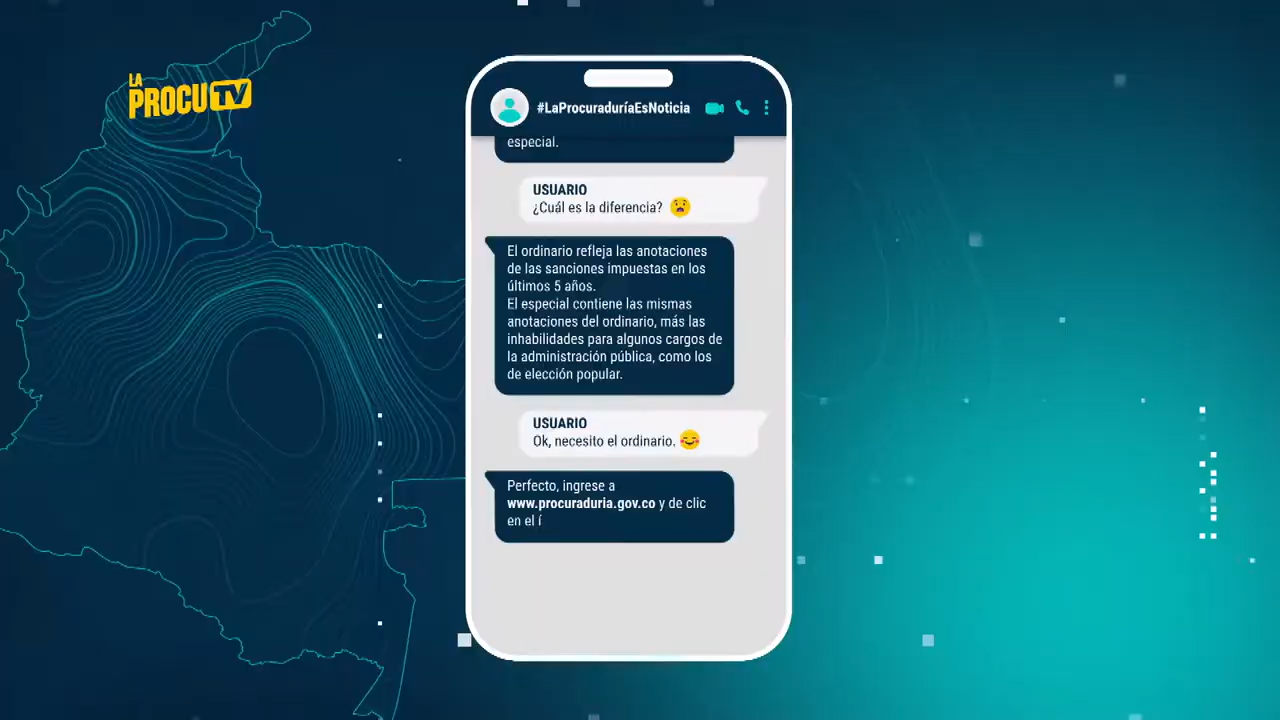 LA
PROCUTV
#LaProcuraduríaEsNoticia
especial.
USUARIO
¿Cuál es la diferencia? 😧
El ordinario refleja las anotaciones
de las sanciones impuestas en los
últimos 5 años.
El especial contiene las mismas
anotaciones del ordinario, más las
inhabilidades para algunos cargos de
la administración pública, como los
de elección popular.
USUARIO
Ok, necesito el ordinario. 😊
Perfecto, ingrese a
www.procuraduria.gov.co y de clic
en el í